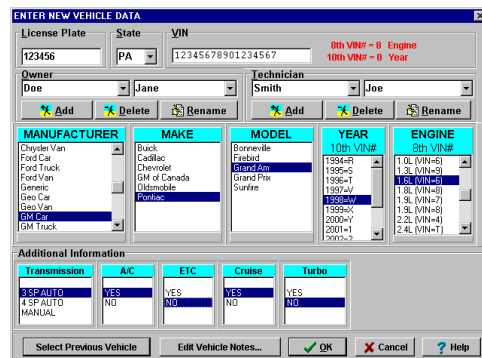 ENTER NEW VEHICLE DATA
License Plate State VIN
123456 PA 12345678901234567
8th VIN# = 8 Engine
10th VIN# = 0 Year
Owner Technician
Doe Jane Smith Joe
Add Delete Rename Add Delete Rename
MANUFACTURER
Chrysler Van
Ford Car
Ford Truck
Ford Van
Generic
Geo Car
Geo Van
GM Car
GM Truck
MAKE
Buick
Cadillac
Chevrolet
GM of Canada
Oldsmobile
Pontiac
MODEL
Bonneville
Firebird
Grand Am
Grand Prix
Sunfire
YEAR
10th VIN#
1994=R
1995=S
1996=T
1997=V
1998=W
1999=X
2000=Y
2001=1
2002=2
ENGINE
8th VIN#
1.0L (VIN=6)
1.3L (VIN=9)
1.6L (VIN=6)
1.8L (VIN=8)
1.9L (VIN=7)
1.9L (VIN=8)
2.2L (VIN=4)
2.4L (VIN=T)
Additional Information
Transmission
3 SP AUTO
4 SP AUTO
MANUAL
A/C
YES
NO
ETC
YES
NO
Cruise
YES
NO
Turbo
YES
NO
Select Previous Vehicle Edit Vehicle Notes... OK Cancel Help